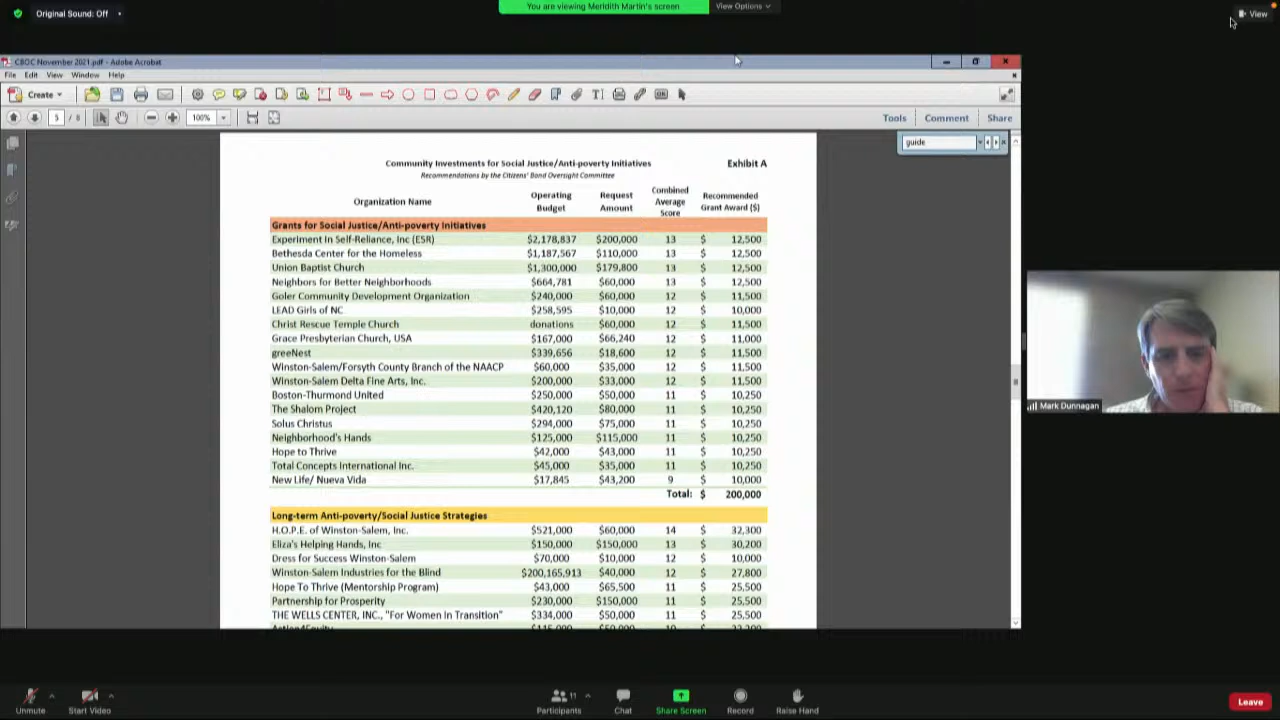 Original Sound: Off
You are viewing Meridith Martin's screen
View Options
View
CBOC November 2021.pdf - Adobe Acrobat
File Edit View Window Help
Create
5 / 8
100%
Tools Comment Share
guide
Community Investments for Social Justice/Anti-poverty Initiatives Exhibit A
Recommendations by the Citizens' Bond Oversight Committee
Organization Name Operating Budget Request Amount Combined Average Score Recommended Grant Award ($)
Grants for Social Justice/Anti-poverty Initiatives
Experiment in Self-Reliance, Inc (ESR) $2,178,837 $200,000 13 $ 12,500
Bethesda Center for the Homeless $1,187,567 $110,000 13 $ 12,500
Union Baptist Church $1,300,000 $179,800 13 $ 12,500
Neighbors for Better Neighborhoods $664,781 $60,000 13 $ 12,500
Goler Community Development Organization $240,000 $60,000 12 $ 11,500
LEAD Girls of NC $258,595 $10,000 12 $ 10,000
Christ Rescue Temple Church donations $60,000 12 $ 11,500
Grace Presbyterian Church, USA $167,000 $66,240 12 $ 11,000
greeNest $339,656 $18,600 12 $ 11,500
Winston-Salem/Forsyth County Branch of the NAACP $60,000 $35,000 12 $ 11,500
Winston-Salem Delta Fine Arts, Inc. $200,000 $33,000 12 $ 11,500
Boston-Thurmond United $250,000 $50,000 11 $ 10,250
The Shalom Project $420,120 $80,000 11 $ 10,250
Solus Christus $294,000 $75,000 11 $ 10,250
Neighborhood's Hands $125,000 $115,000 11 $ 10,250
Hope to Thrive $42,000 $43,000 11 $ 10,250
Total Concepts International Inc. $45,000 $35,000 11 $ 10,250
New Life/ Nueva Vida $17,845 $43,200 9 $ 10,000
Total: $ 200,000
Long-term Anti-poverty/Social Justice Strategies
H.O.P.E. of Winston-Salem, Inc. $521,000 $60,000 14 $ 32,300
Eliza's Helping Hands, Inc $150,000 $150,000 13 $ 30,200
Dress for Success Winston-Salem $70,000 $10,000 12 $ 10,000
Winston-Salem Industries for the Blind $200,165,913 $40,000 12 $ 27,800
Hope To Thrive (Mentorship Program) $43,000 $65,500 11 $ 25,500
Partnership for Prosperity $230,000 $150,000 11 $ 25,500
THE WELLS CENTER, INC., "For Women In Transition" $334,000 $50,000 11 $ 25,500
Mark Dunnagan
Unmute
Start Video
Participants 11
Chat
Share Screen
Record
Raise Hand
Leave